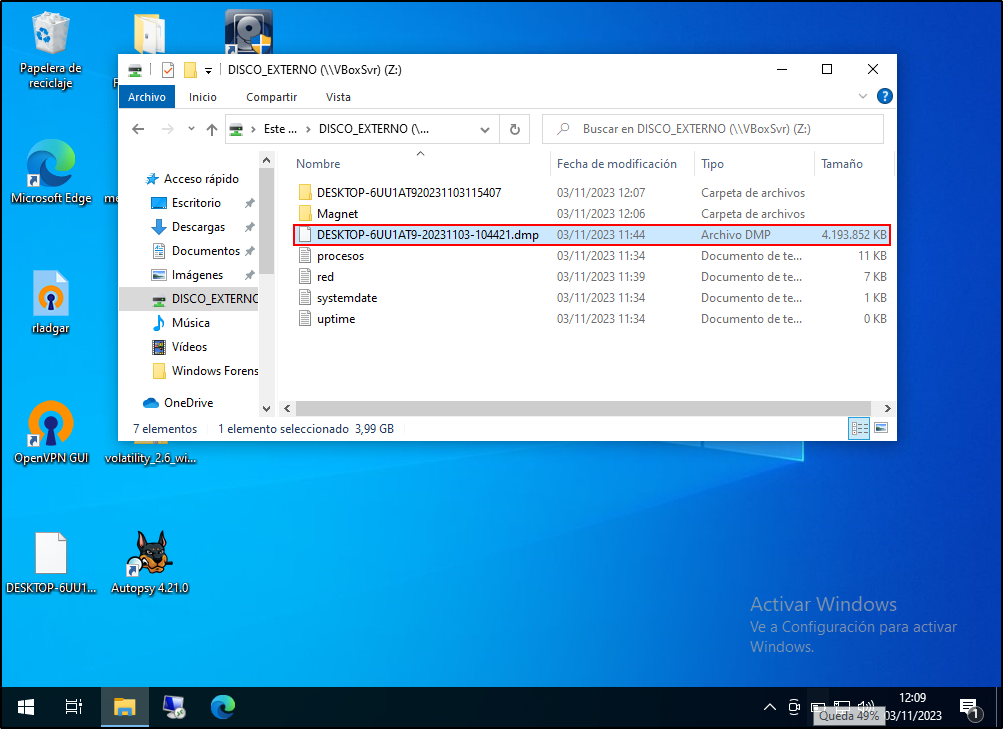 Papelera de
reciclaje
F
DISCO_EXTERNO (\\VBoxSvr) (Z:)
Archivo
Inicio
Compartir
Vista
?
Este ...
DISCO_EXTERNO (\...
Buscar en DISCO_EXTERNO (\\VBoxSvr) (Z:)
Nombre
Fecha de modificación
Tipo
Tamaño
Acceso rápido
Escritorio
Descargas
Documentos
Imágenes
DISCO_EXTERNO
Música
Vídeos
Windows Forens
OneDrive
DESKTOP-6UU1AT920231103115407 03/11/2023 12:07 Carpeta de archivos
Magnet 03/11/2023 12:06 Carpeta de archivos
DESKTOP-6UU1AT9-20231103-104421.dmp 03/11/2023 11:44 Archivo DMP 4.193.852 KB
procesos 03/11/2023 11:34 Documento de te... 11 KB
red 03/11/2023 11:39 Documento de te... 7 KB
systemdate 03/11/2023 11:34 Documento de te... 1 KB
uptime 03/11/2023 11:34 Documento de te... 0 KB
7 elementos
1 elemento seleccionado 3,99 GB
Microsoft Edge
me
rladgar
OpenVPN GUI
volatility_2.6_wi...
DESKTOP-6UU1...
Autopsy 4.21.0
Activar Windows
Ve a Configuración para activar
Windows.
12:09
03/11/2023
Queda 49%
1